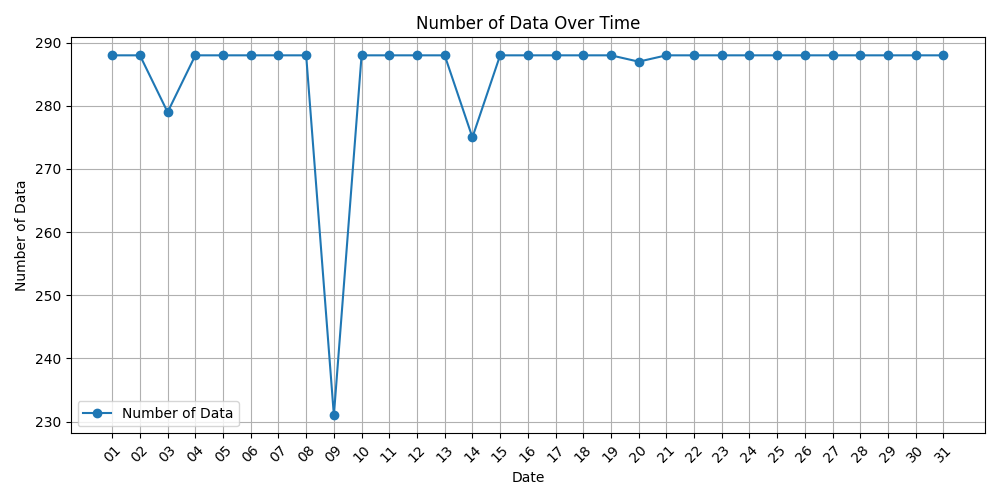 Number of Data Over Time
Number of Data
290
280
270
260
250
240
230
Number of Data
01 02 03 04 05 06 07 08 09 10 11 12 13 14 15 16 17 18 19 20 21 22 23 24 25 26 27 28 29 30 31
Date